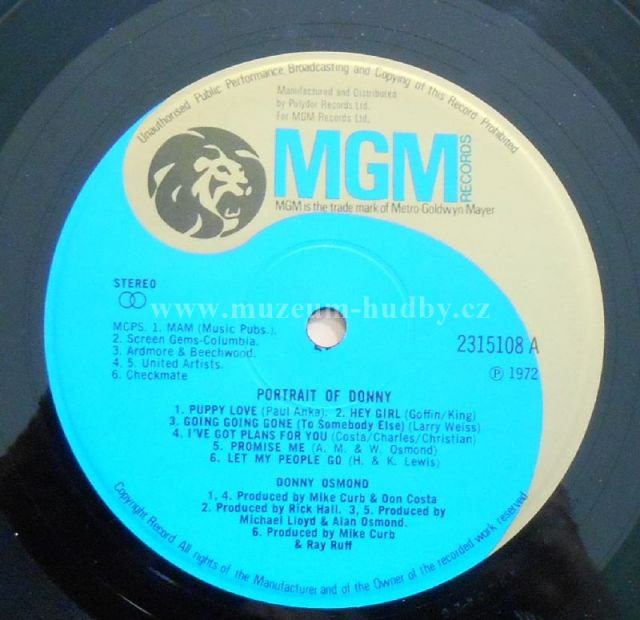 Unauthorised Public Performance Broadcasting and Copying of this Record Prohibited
Manufactured and Distributed
by Polydor Records Ltd.
For MGM Records Ltd.
MGM
RECORDS
MGM is the trade mark of Metro Goldwyn Mayer
STEREO
www.muzeum-hudby.cz
MCPS. 1. MAM (Music Pubs.).
2. Screen Gems-Columbia.
3. Ardmore & Beechwood.
4. 5. United Artists.
6. Checkmate
2315108 A
℗ 1972
PORTRAIT OF DONNY
1. PUPPY LOVE (Paul Anka). 2. HEY GIRL (Goffin/King)
3. GOING GOING GONE (To Somebody Else) (Larry Weiss)
4. I'VE GOT PLANS FOR YOU (Costa/Charles/Christian)
5. PROMISE ME (A. M. & W. Osmond)
6. LET MY PEOPLE GO (H. & K. Lewis)
DONNY OSMOND
1, 4. Produced by Mike Curb & Don Costa
2. Produced by Rick Hall. 3, 5. Produced by
Michael Lloyd & Alan Osmond.
6. Produced by Mike Curb
& Ray Ruff
Copyright Record. All rights of the Manufacturer and of the Owner of the recorded work reserved